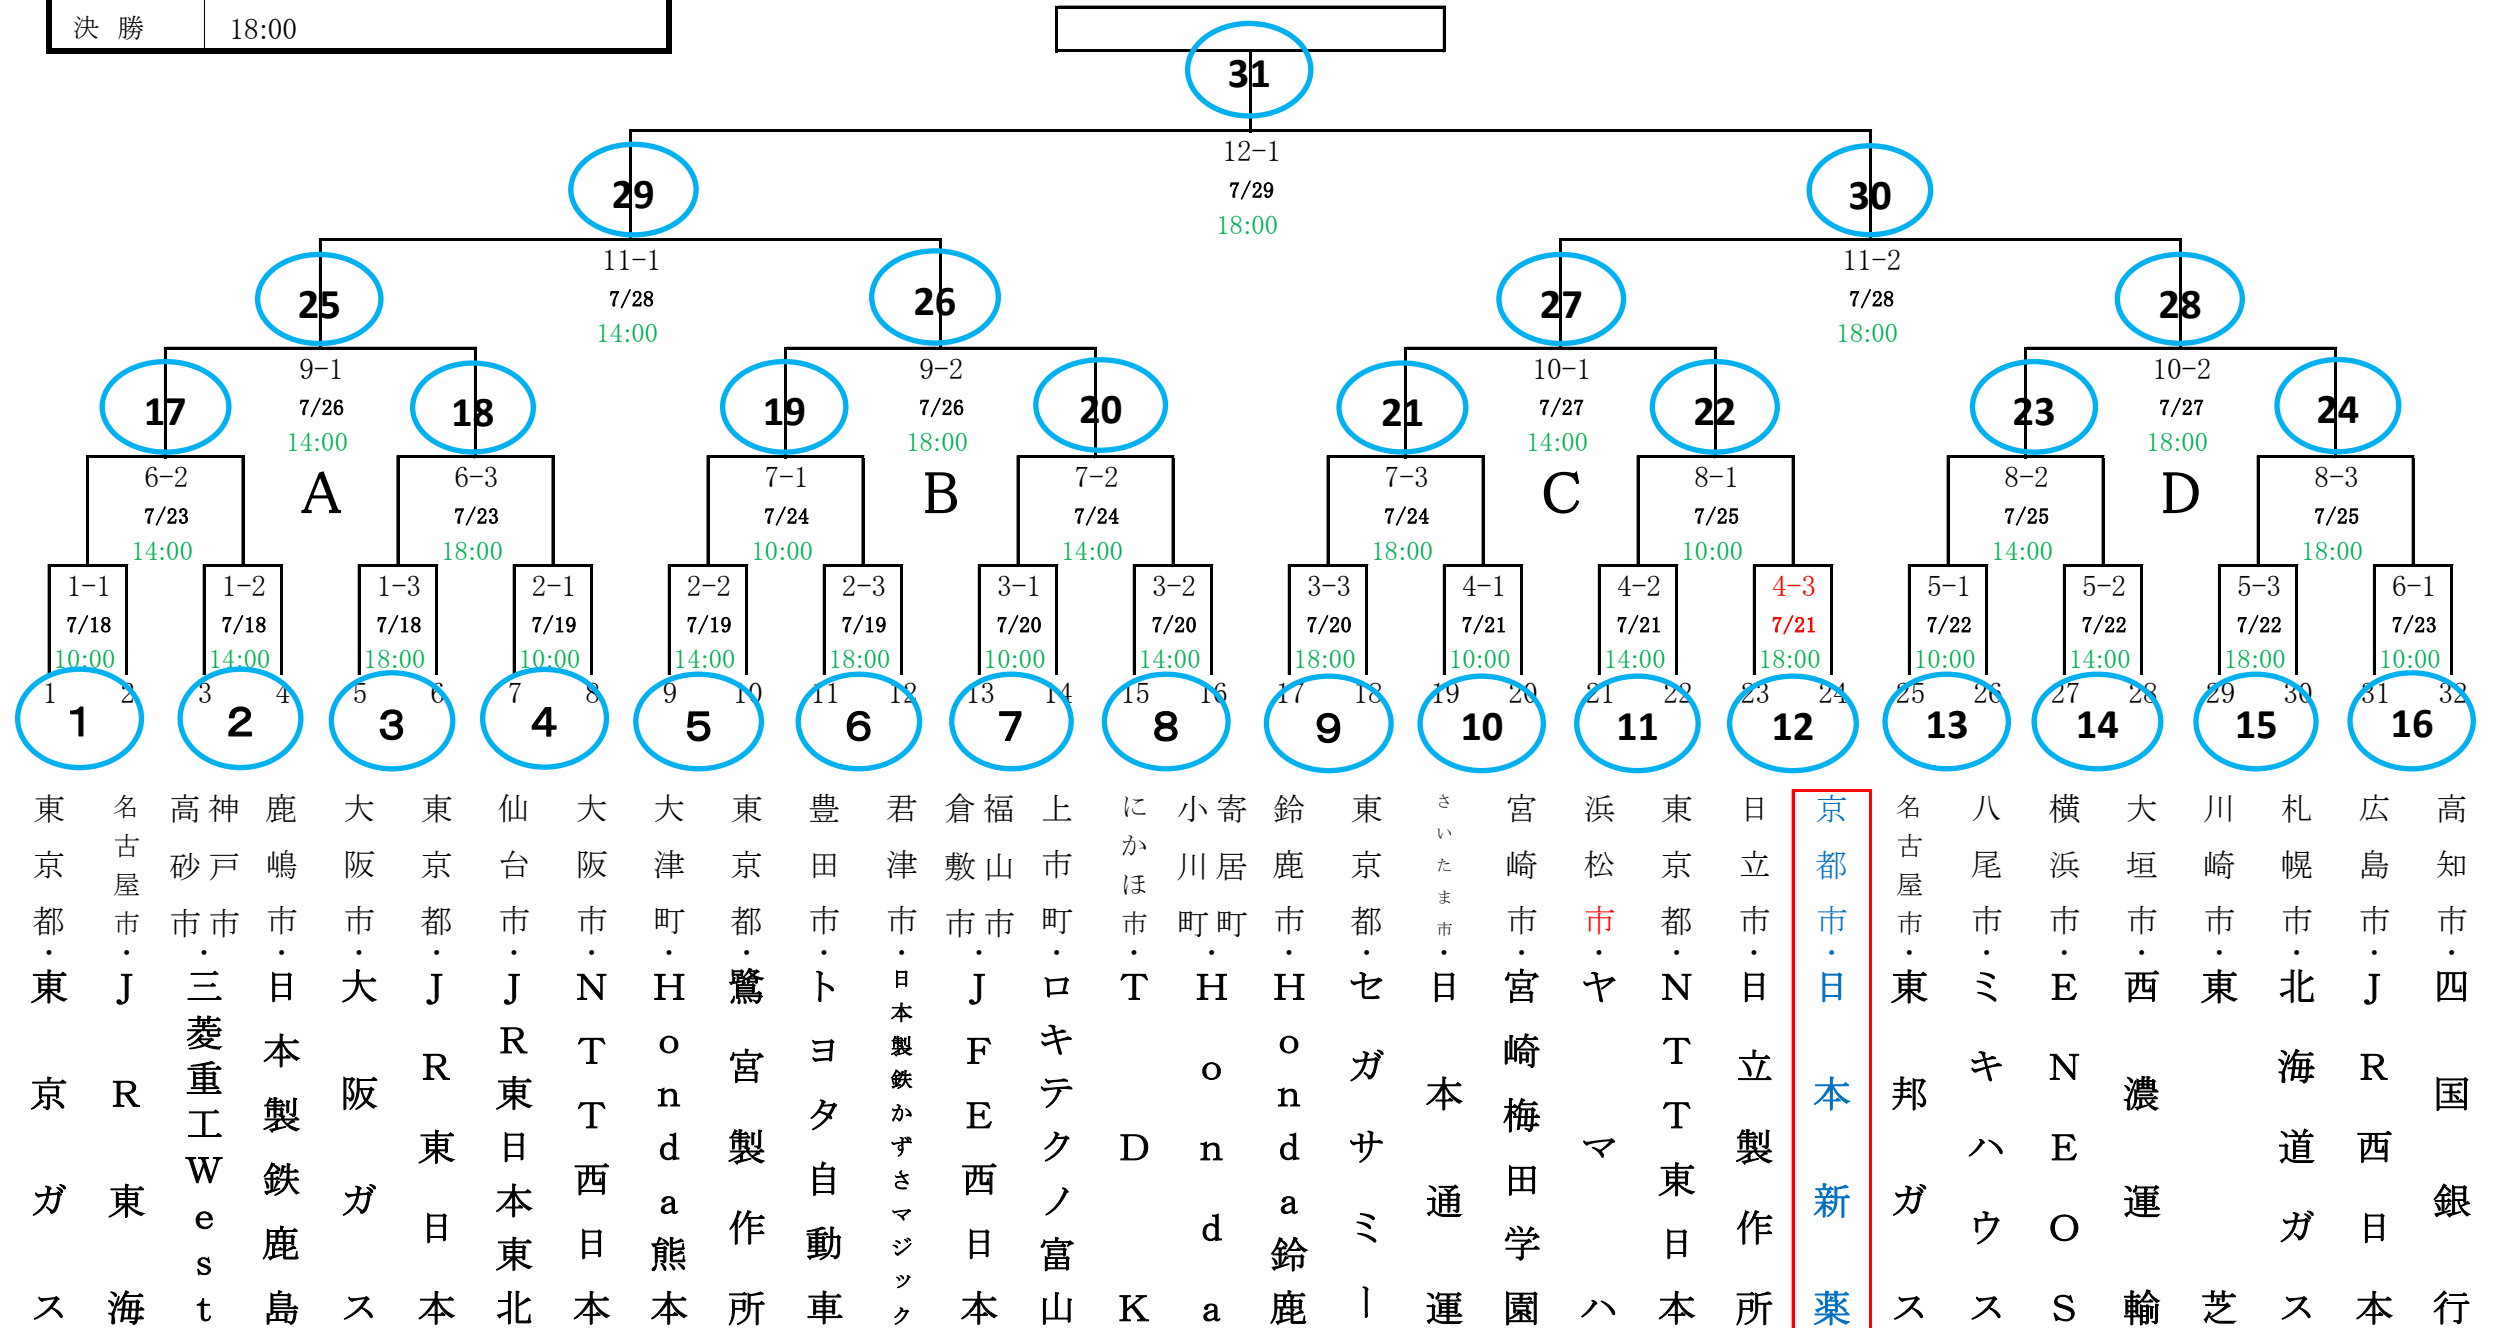 決 勝 18:00
31
12-1
7/29
18:00
29 30
11-1 11-2
7/28 7/28
14:00 18:00
25 26 27 28
9-1 9-2 10-1 10-2
7/26 7/26 7/27 7/27
14:00 18:00 14:00 18:00
17 18 19 20 21 22 23 24
A B C D
6-2 6-3 7-1 7-2 7-3 8-1 8-2 8-3
7/23 7/23 7/24 7/24 7/24 7/25 7/25 7/25
14:00 18:00 10:00 14:00 18:00 10:00 14:00 18:00
1-1 1-2 1-3 2-1 2-2 2-3 3-1 3-2 3-3 4-1 4-2 4-3 5-1 5-2 5-3 6-1
7/18 7/18 7/18 7/19 7/19 7/19 7/20 7/20 7/20 7/21 7/21 7/21 7/22 7/22 7/22 7/23
10:00 14:00 18:00 10:00 14:00 18:00 10:00 14:00 18:00 10:00 14:00 18:00 10:00 14:00 18:00 10:00
1 2 3 4 5 6 7 8 9 10 11 12 13 14 15 16 17 18 19 20 21 22 23 24 25 26 27 28 29 30 31 32
1 2 3 4 5 6 7 8 9 10 11 12 13 14 15 16
東京都・東京ガス
名古屋市・JR東海
神戸市
高砂市・三菱重工West
鹿嶋市・日本製鉄鹿島
大阪市・大阪ガス
東京都・JR東日本
仙台市・JR東日本東北
大阪市・NTT西日本
大津町・Honda熊本
東京都・鷺宮製作所
豊田市・トヨタ自動車
君津市・日本製鉄かずさマジック
福山市
倉敷市・JFE西日本
上市町・ロキテクノ富山
にかほ市・TDK
寄居町
小川町・Honda
鈴鹿市・Honda鈴鹿
東京都・セガサミー
さいたま市・日本通運
宮崎市・宮崎梅田学園
浜松市・ヤマハ
東京都・NTT東日本
日立市・日立製作所
京都市・日本新薬
名古屋市・東邦ガス
八尾市・ミキハウス
横浜市・ENEOS
大垣市・西濃運輸
川崎市・東芝
札幌市・北海道ガス
広島市・JR西日本
高知市・四国銀行